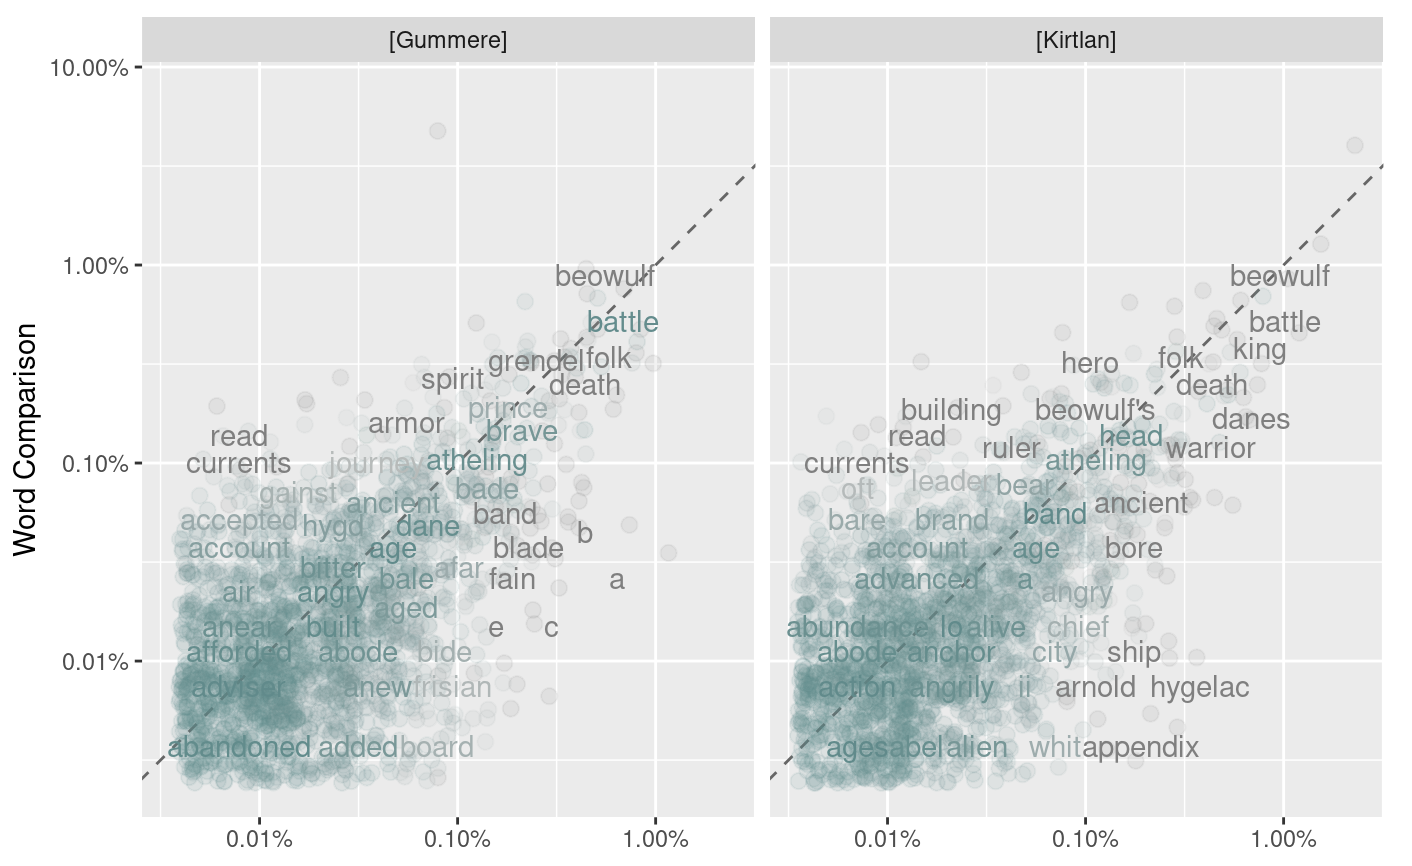 [Gummere] [Kirtlan]
10.00%
1.00%
0.10%
0.01%
Word Comparison
beowulf
battle
grendel folk
spirit death
prince
armor
brave
read
currents journey atheling
gainst bade
ancient
accepted hygd dane band
b
account age blade
bitter afar
bale fain a
air angry
aged
anear built e c
afforded abode bide
adviser anew frisian
abandoned added board
beowulf
battle
king
hero folk
death
building beowulf's
danes
read head
ruler warrior
currents atheling
oft leader bear
ancient
bare brand band
account age bore
advanced a
angry
abundance lo alive chief
abode anchor city ship
action angrily ii arnold hygelac
ages abel alien whit appendix
0.01% 0.10% 1.00% 0.01% 0.10% 1.00%